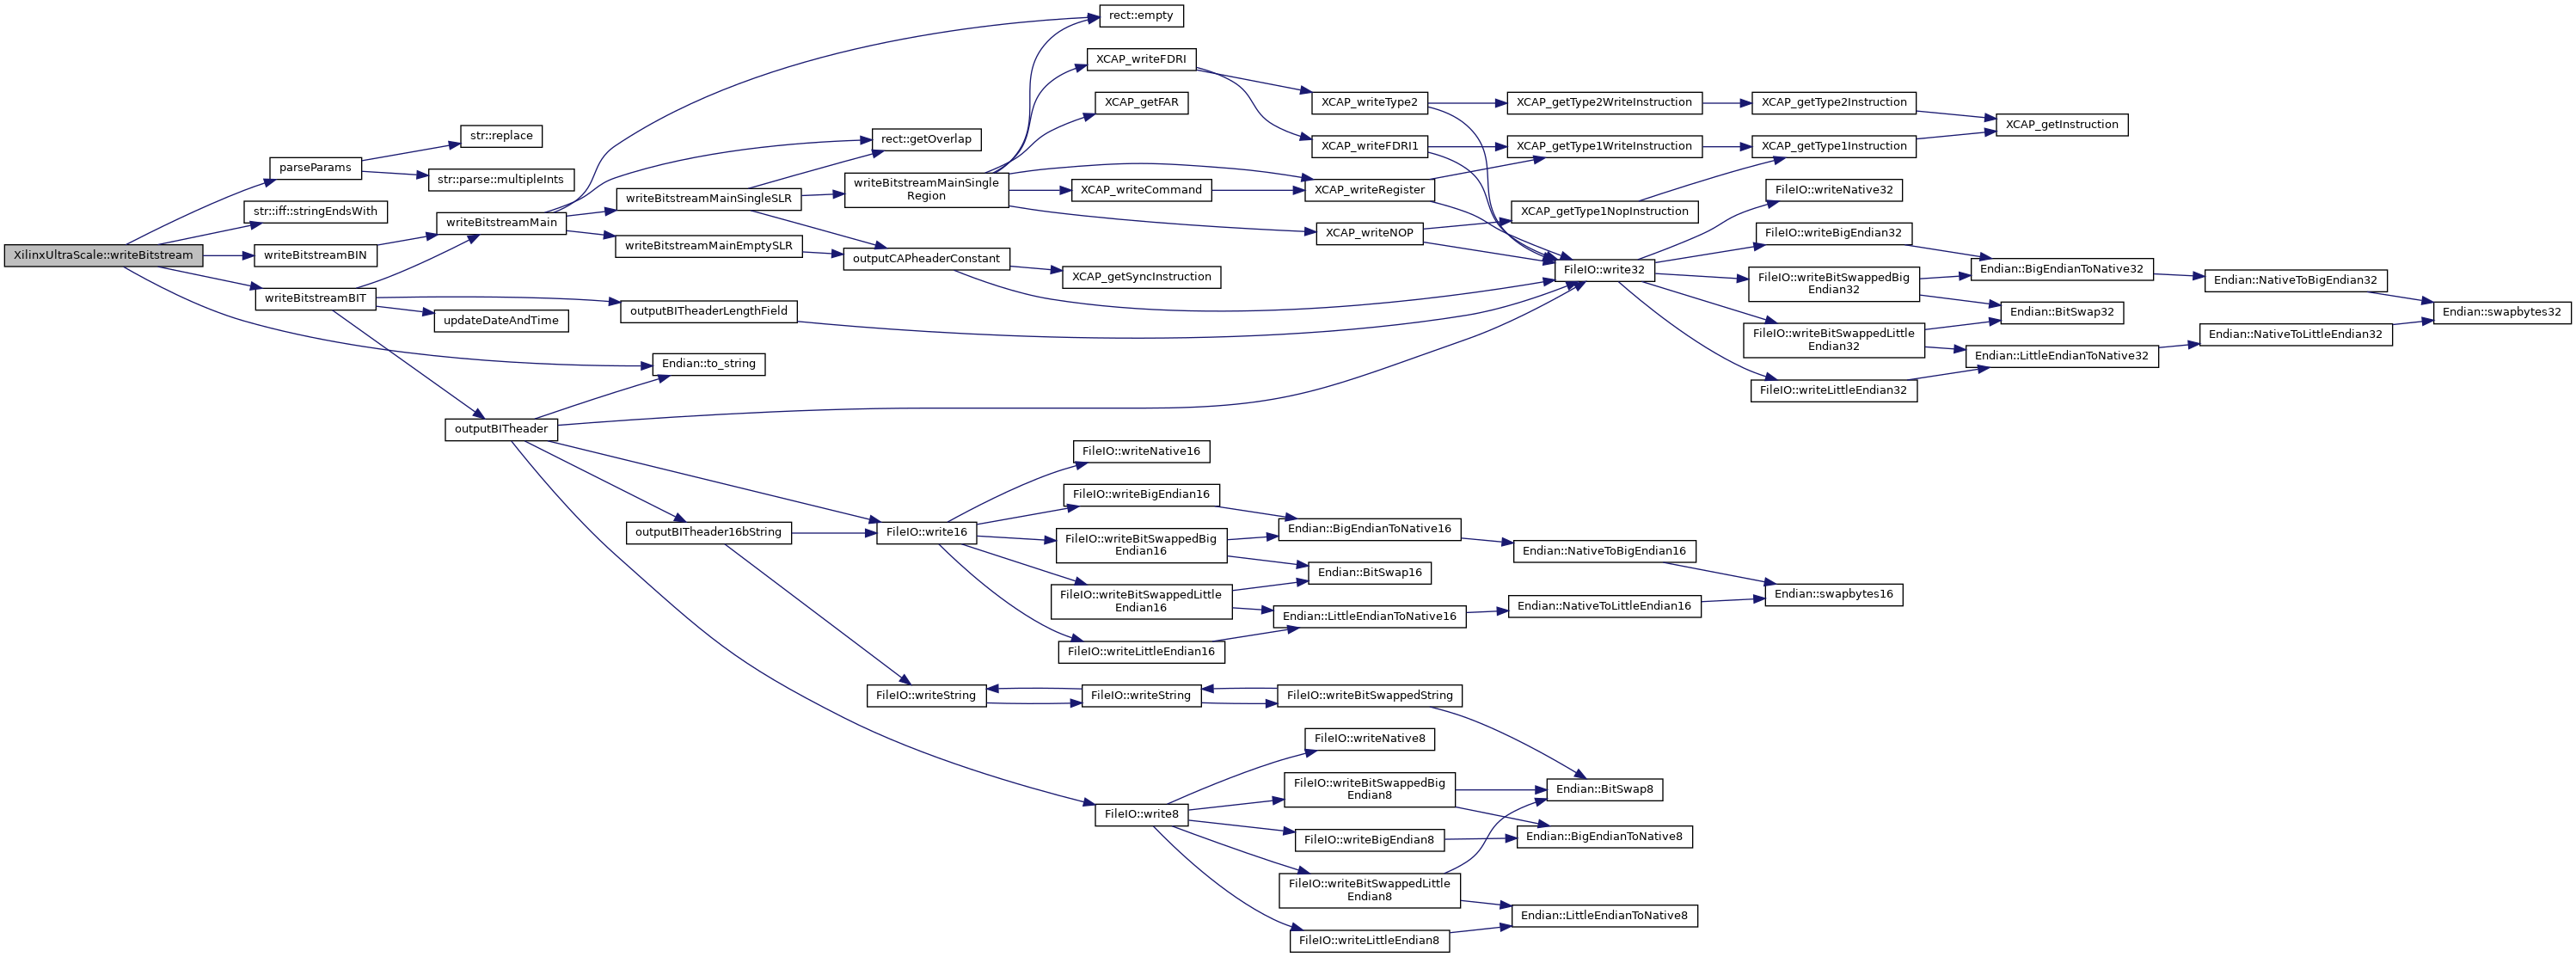 XilinxUltraScale::writeBitstream
parseParams
str::iff::stringEndsWith
writeBitstreamBIN
writeBitstreamBIT
str::replace
str::parse::multipleInts
writeBitstreamMain
updateDateAndTime
outputBITheader
writeBitstreamMainSingleSLR
writeBitstreamMainEmptySLR
outputBITheaderLengthField
Endian::to_string
outputBITheader16bString
rect::getOverlap
writeBitstreamMainSingle
Region
outputCAPheaderConstant
FileIO::write16
FileIO::writeString
rect::empty
XCAP_writeFDRI
XCAP_getFAR
XCAP_writeCommand
XCAP_getSyncInstruction
FileIO::writeNative16
FileIO::writeBigEndian16
FileIO::writeBitSwappedBig
Endian16
FileIO::writeBitSwappedLittle
Endian16
FileIO::writeLittleEndian16
FileIO::writeString
FileIO::write8
XCAP_writeType2
XCAP_writeFDRI1
XCAP_writeRegister
XCAP_writeNOP
Endian::BigEndianToNative16
Endian::BitSwap16
Endian::LittleEndianToNative16
FileIO::writeBitSwappedString
FileIO::writeNative8
FileIO::writeBitSwappedBig
Endian8
FileIO::writeBigEndian8
FileIO::writeBitSwappedLittle
Endian8
FileIO::writeLittleEndian8
XCAP_getType2WriteInstruction
XCAP_getType1WriteInstruction
XCAP_getType1NopInstruction
FileIO::write32
Endian::NativeToBigEndian16
Endian::NativeToLittleEndian16
Endian::BitSwap8
Endian::BigEndianToNative8
Endian::LittleEndianToNative8
XCAP_getType2Instruction
XCAP_getType1Instruction
FileIO::writeNative32
FileIO::writeBigEndian32
FileIO::writeBitSwappedBig
Endian32
FileIO::writeBitSwappedLittle
Endian32
FileIO::writeLittleEndian32
Endian::swapbytes16
XCAP_getInstruction
Endian::BigEndianToNative32
Endian::BitSwap32
Endian::LittleEndianToNative32
Endian::NativeToBigEndian32
Endian::NativeToLittleEndian32
Endian::swapbytes32